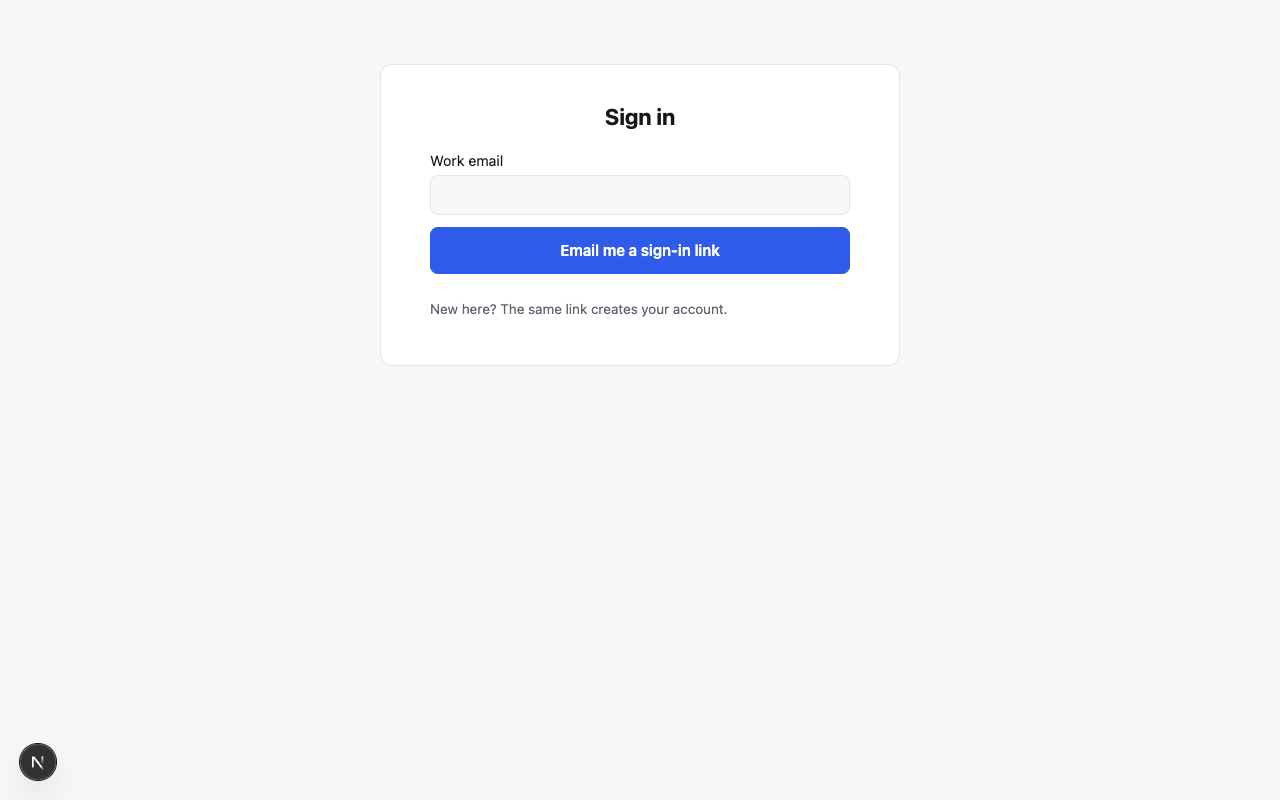 Sign in
Work email
Email me a sign-in link
New here? The same link creates your account.
N